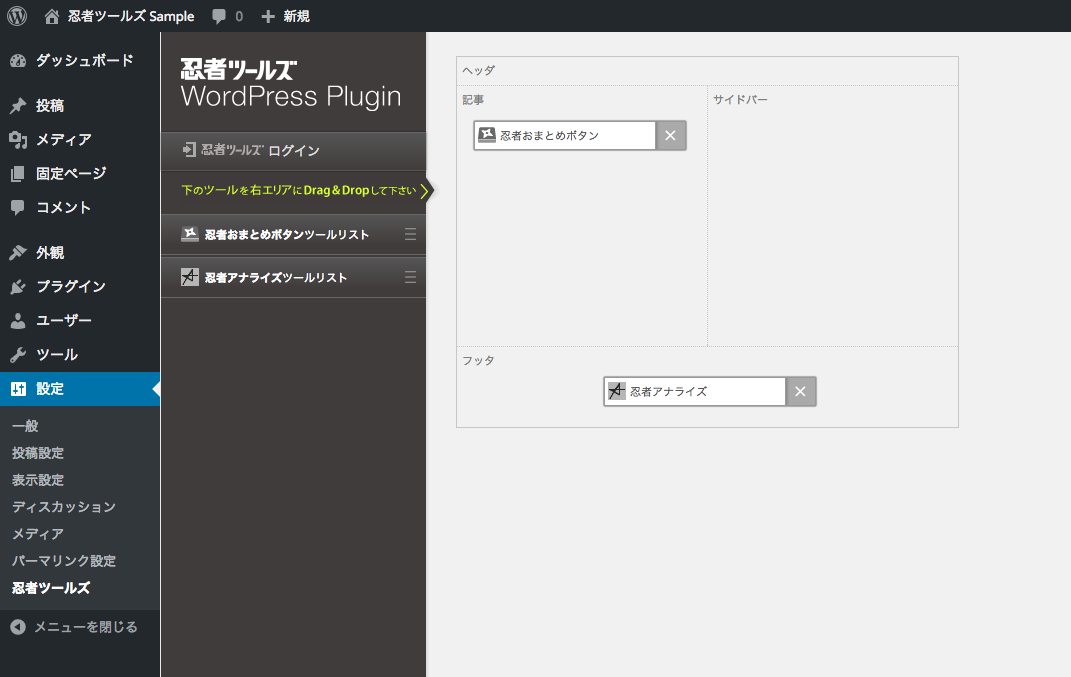 忍者ツールズ Sample 0 新規
ダッシュボード
投稿
メディア
固定ページ
コメント
外観
プラグイン
ユーザー
ツール
設定
一般
投稿設定
表示設定
ディスカッション
メディア
パーマリンク設定
忍者ツールズ
メニューを閉じる
忍者ツールズ
WordPress Plugin
忍者ツールズ ログイン
下のツールを右エリアにDrag&Dropして下さい
忍者おまとめボタンツールリスト
忍者アナライズツールリスト
ヘッダ
記事
忍者おまとめボタン
サイドバー
フッタ
忍者アナライズ